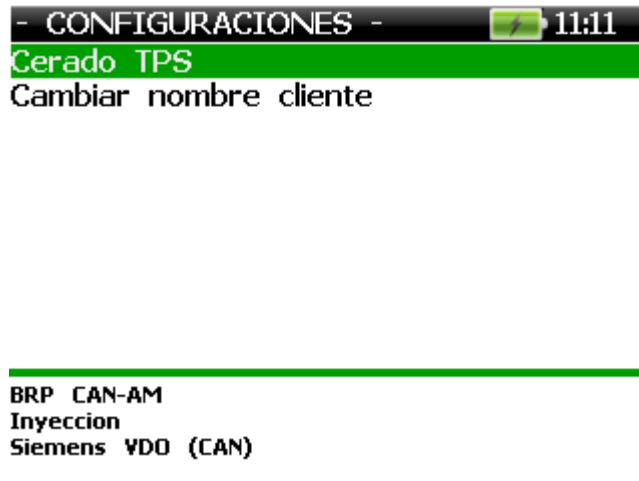 - CONFIGURACIONES - 11:11
Cerado TPS
Cambiar nombre cliente
BRP CAN-AM
Inyeccion
Siemens VDO (CAN)